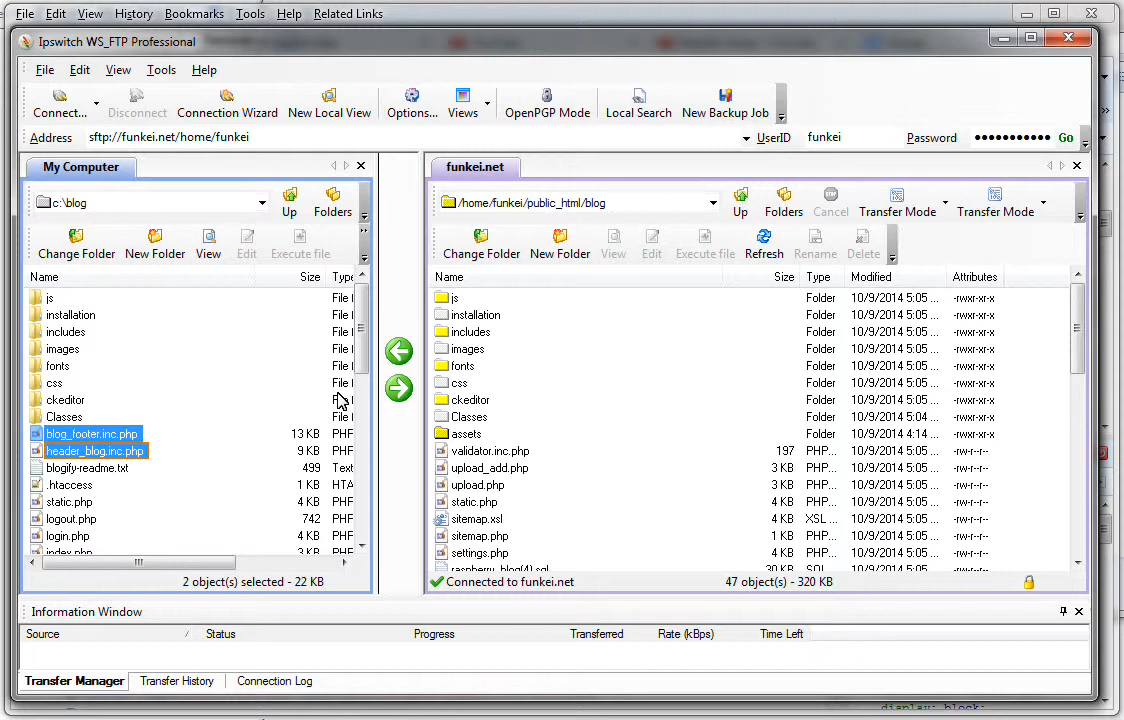 File Edit View History Bookmarks Tools Help Related Links
Ipswitch WS_FTP Professional
File Edit View Tools Help
Connect... Disconnect Connection Wizard New Local View Options... Views OpenPGP Mode Local Search New Backup Job
Address sftp://funkei.net/home/funkei UserID funkei Password ●●●●●●●●●●● Go
My Computer
c:\blog Up Folders
Change Folder New Folder View Edit Execute file
Name Size Type
js File
installation File
includes File
images File
fonts File
css File
ckeditor
Classes File
blog_footer.inc.php 13 KB PHF
header_blog.inc.php 9 KB PHF
blogify-readme.txt 499 Text
.htaccess 1 KB HTA
static.php 4 KB PHF
logout.php 742 PHF
login.php 4 KB PHF
index.php 3 KB PHF
2 object(s) selected - 22 KB
funkei.net
/home/funkei/public_html/blog Up Folders Cancel Transfer Mode Transfer Mode
Change Folder New Folder View Edit Execute file Refresh Rename Delete
Name Size Type Modified Attributes
js Folder 10/9/2014 5:05 ... -rwxr-xr-x
installation Folder 10/9/2014 5:05 ... -rwxr-xr-x
includes Folder 10/9/2014 5:05 ... -rwxr-xr-x
images Folder 10/9/2014 5:05 ... -rwxr-xr-x
fonts Folder 10/9/2014 5:05 ... -rwxr-xr-x
css Folder 10/9/2014 5:05 ... -rwxr-xr-x
ckeditor Folder 10/9/2014 5:05 ... -rwxr-xr-x
Classes Folder 10/9/2014 5:04 ... -rwxr-xr-x
assets Folder 10/9/2014 4:14 ... -rwxr-xr-x
validator.inc.php 197 PHP... 10/9/2014 5:05 ... -rw-r--r--
upload_add.php 3 KB PHP... 10/9/2014 5:05 ... -rw-r--r--
upload.php 3 KB PHP... 10/9/2014 5:05 ... -rw-r--r--
static.php 4 KB PHP... 10/9/2014 5:05 ... -rw-r--r--
sitemap.xsl 4 KB XSL ... 10/9/2014 5:05 ... -rw-r--r--
sitemap.php 1 KB PHP... 10/9/2014 5:05 ... -rw-r--r--
settings.php 4 KB PHP... 10/9/2014 5:05 ... -rw-r--r--
raspberry_blog(4).sql 30 KB SQL 10/9/2014 5:05 ... -rw-r--r--
Connected to funkei.net 47 object(s) - 320 KB
Information Window
Source Status Progress Transferred Rate (kBps) Time Left
Transfer Manager Transfer History Connection Log
display: block;